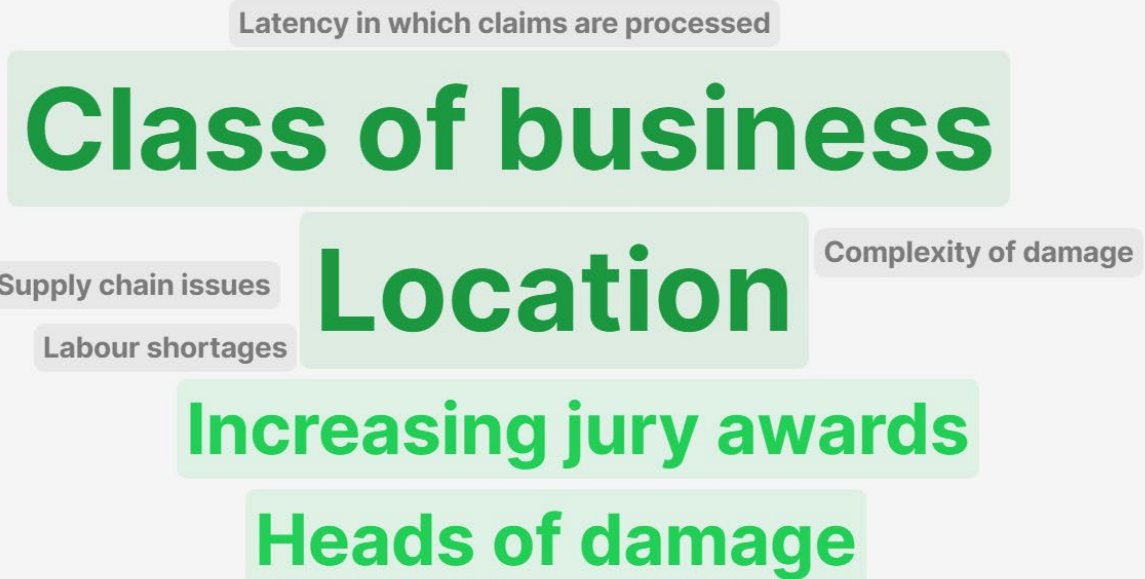 Latency in which claims are processed
Class of business
Location
Complexity of damage
Supply chain issues
Labour shortages
Increasing jury awards
Heads of damage